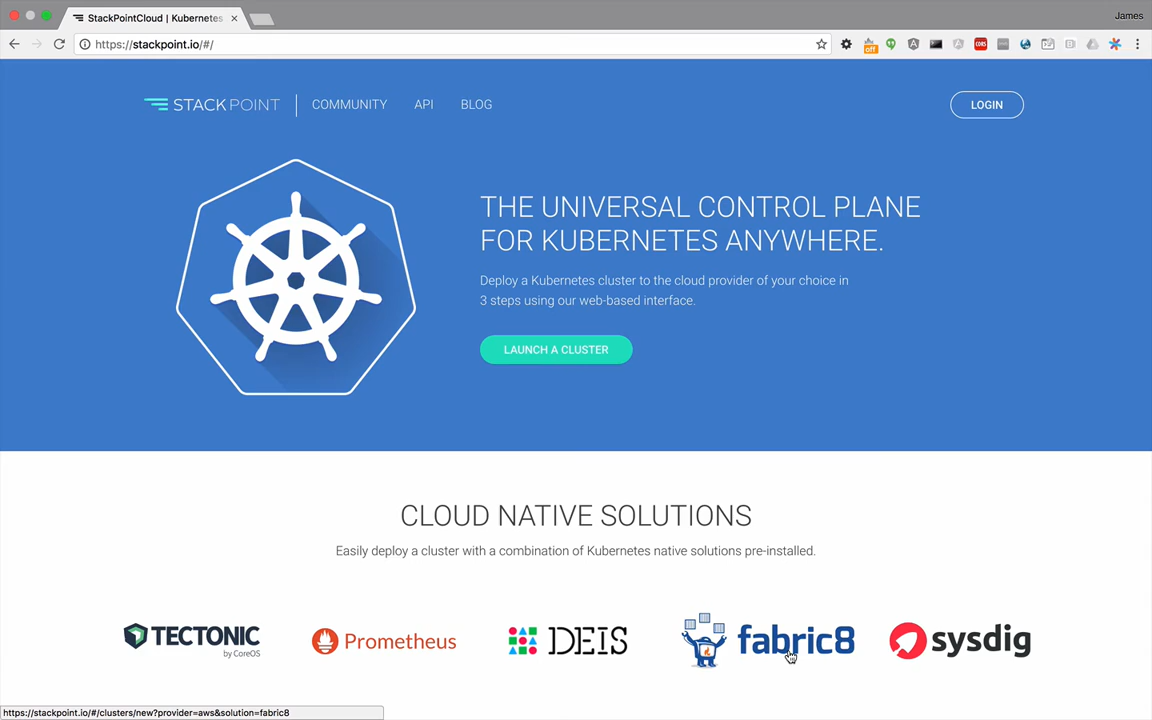 StackPointCloud | Kubernetes
James
https://stackpoint.io/#/
off
CORS
STACKPOINT
COMMUNITY
API
BLOG
LOGIN
THE UNIVERSAL CONTROL PLANE
FOR KUBERNETES ANYWHERE.
Deploy a Kubernetes cluster to the cloud provider of your choice in
3 steps using our web-based interface.
LAUNCH A CLUSTER
CLOUD NATIVE SOLUTIONS
Easily deploy a cluster with a combination of Kubernetes native solutions pre-installed.
TECTONIC
by CoreOS
Prometheus
DEIS
fabric8
sysdig
https://stackpoint.io/#/clusters/new?provider=aws&solution=fabric8